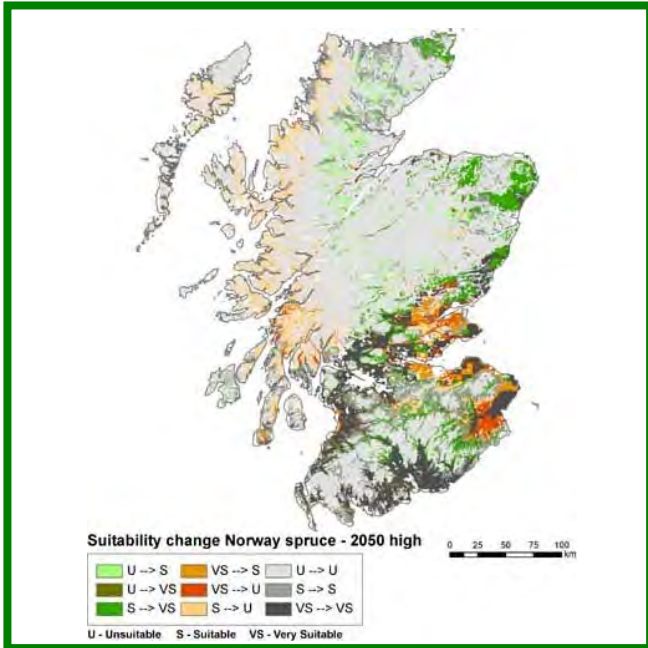 Suitability change Norway spruce - 2050 high
0 25 50 75 100
km
U --> S VS --> S U --> U
U --> VS VS --> U S --> S
S --> VS S --> U VS --> VS
U - Unsuitable S - Suitable VS - Very Suitable